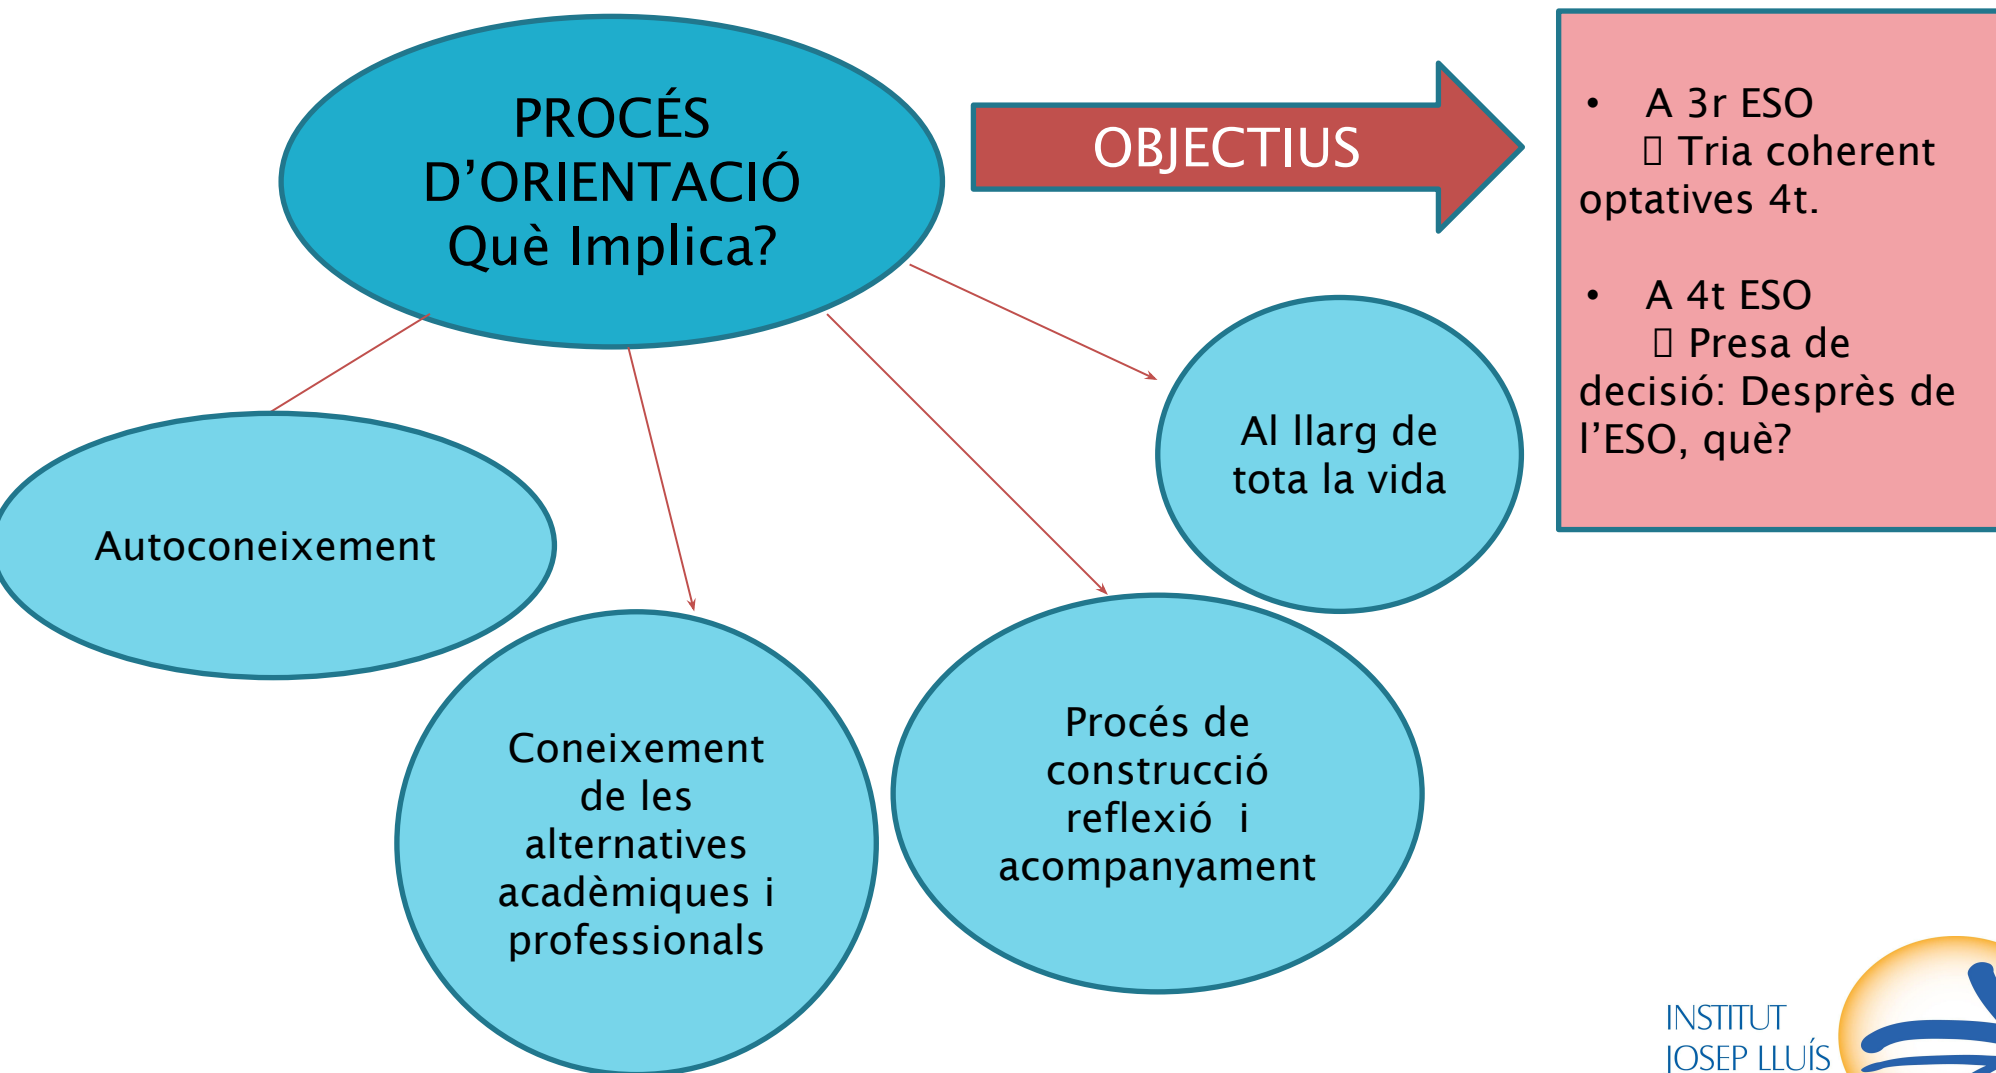 PROCÉS
D’ORIENTACIÓ
Què Implica?
OBJECTIUS
• A 3r ESO
▯ Tria coherent
optatives 4t.
• A 4t ESO
▯ Presa de
decisió: Desprès de
l’ESO, què?
Al llarg de
tota la vida
Autoconeixement
Coneixement
de les
alternatives
acadèmiques i
professionals
Procés de
construcció
reflexió i
acompanyament
INSTITUT
JOSEP LLUÍS